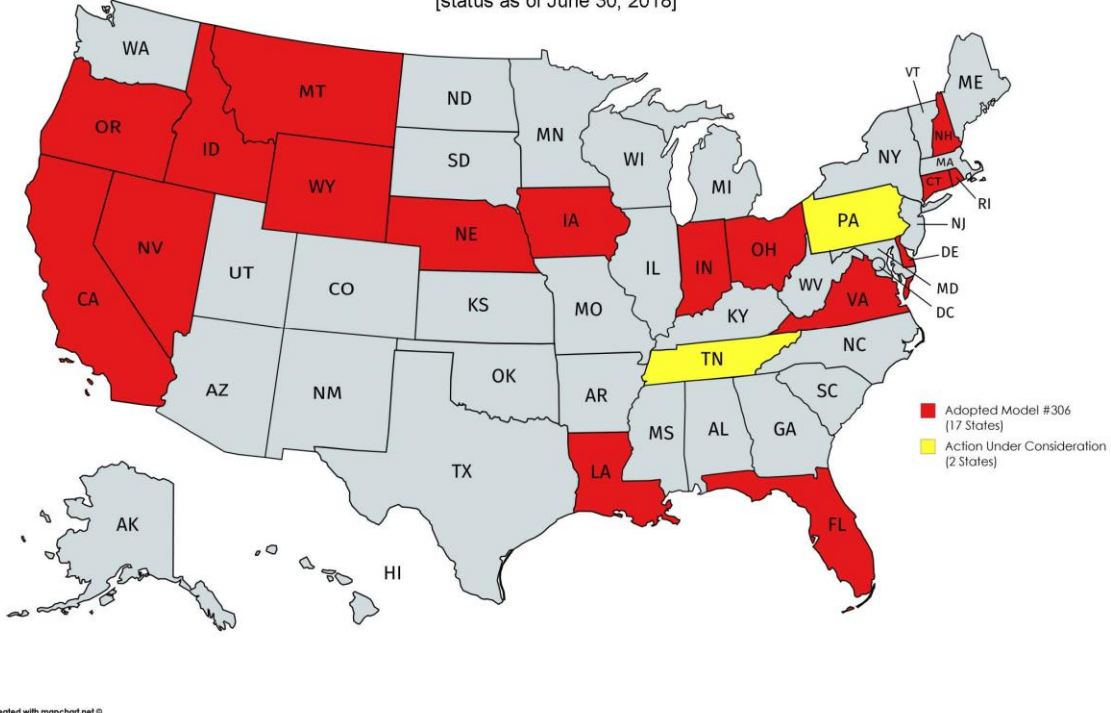 [status as of June 30, 2018]
WA
MT
ND
MN
VT
ME
OR
ID
SD
WI
MI
NY
NH
MA
CT
RI
WY
IA
PA
NJ
NV
NE
IL
IN
OH
DE
UT
CO
WV
MD
CA
KS
MO
KY
VA
DC
NC
TN
AZ
NM
OK
AR
SC
MS
AL
GA
Adopted Model #306
(17 States)
Action Under Consideration
(2 States)
TX
LA
FL
AK
HI
mapchart.net ©